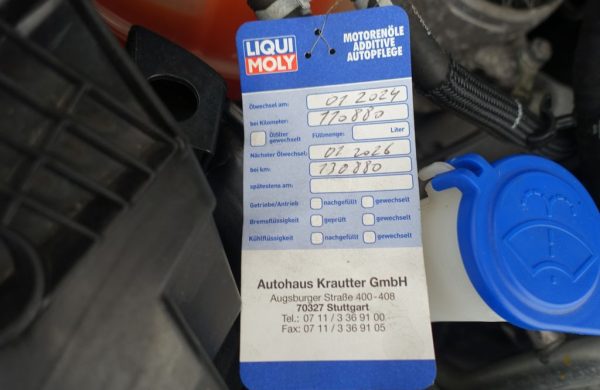 LIQUI
MOLY
MOTORENÖLE
ADDITIVE
AUTOPFLEGE
Ölwechsel am: 01 2024
bei Kilometer: 110880
Ölfilter gewechselt Füllmenge: Liter
Nächster Ölwechsel: 01 2026
bei km: 130880
spätestens am:
Getriebe/Antrieb nachgefüllt gewechselt
Bremsflüssigkeit geprüft gewechselt
Kühlflüssigkeit nachgefüllt gewechselt
Autohaus Krautter GmbH
Augsburger Straße 400-408
70327 Stuttgart
Tel.: 07 11 / 3 36 91 00
Fax: 07 11 / 3 36 91 05